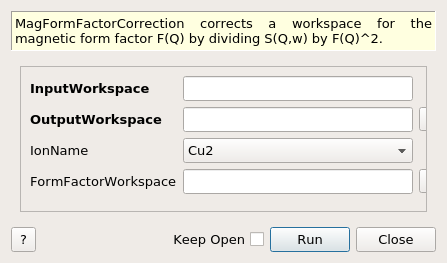 MagFormFactorCorrection corrects a workspace for the
magnetic form factor F(Q) by dividing S(Q,w) by F(Q)^2.
InputWorkspace
OutputWorkspace
IonName Cu2
FormFactorWorkspace
? Keep Open Run Close